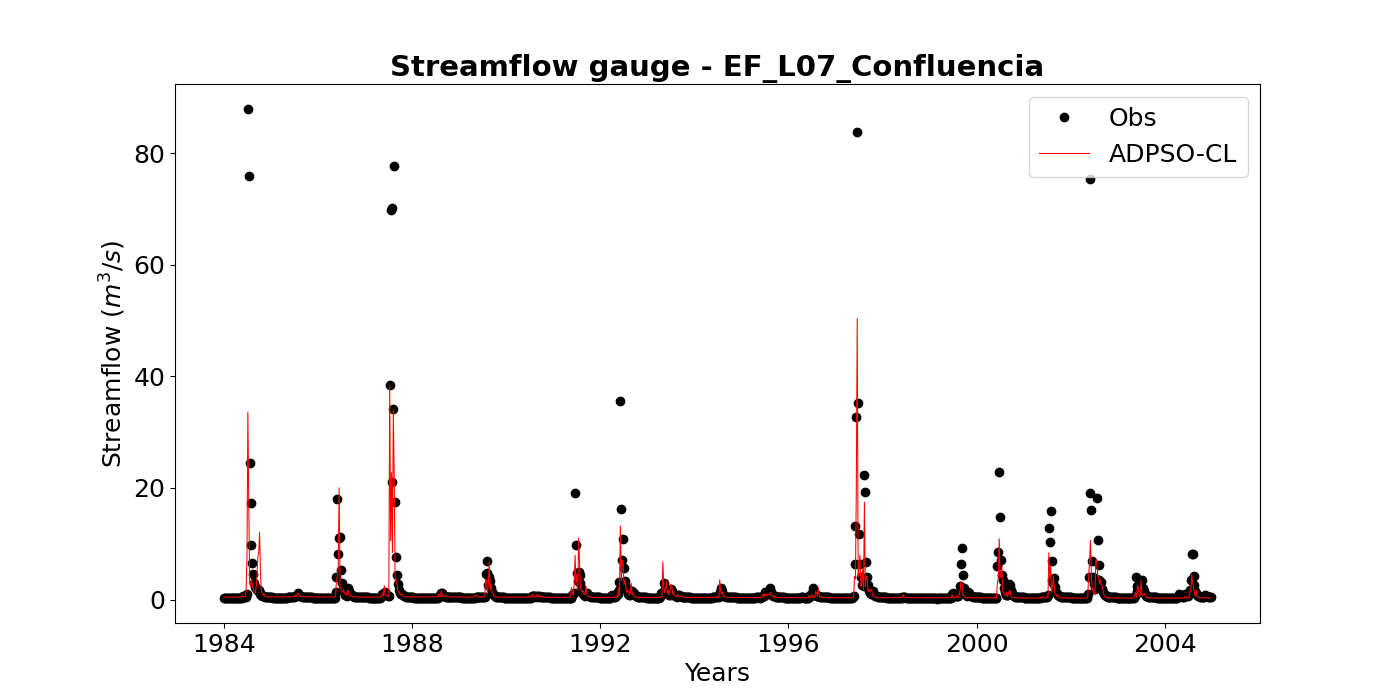 Streamflow gauge - EF_L07_Confluencia
Obs
ADPSO-CL
Streamflow (m³/s)
80
60
40
20
0
1984 1988 1992 1996 2000 2004
Years